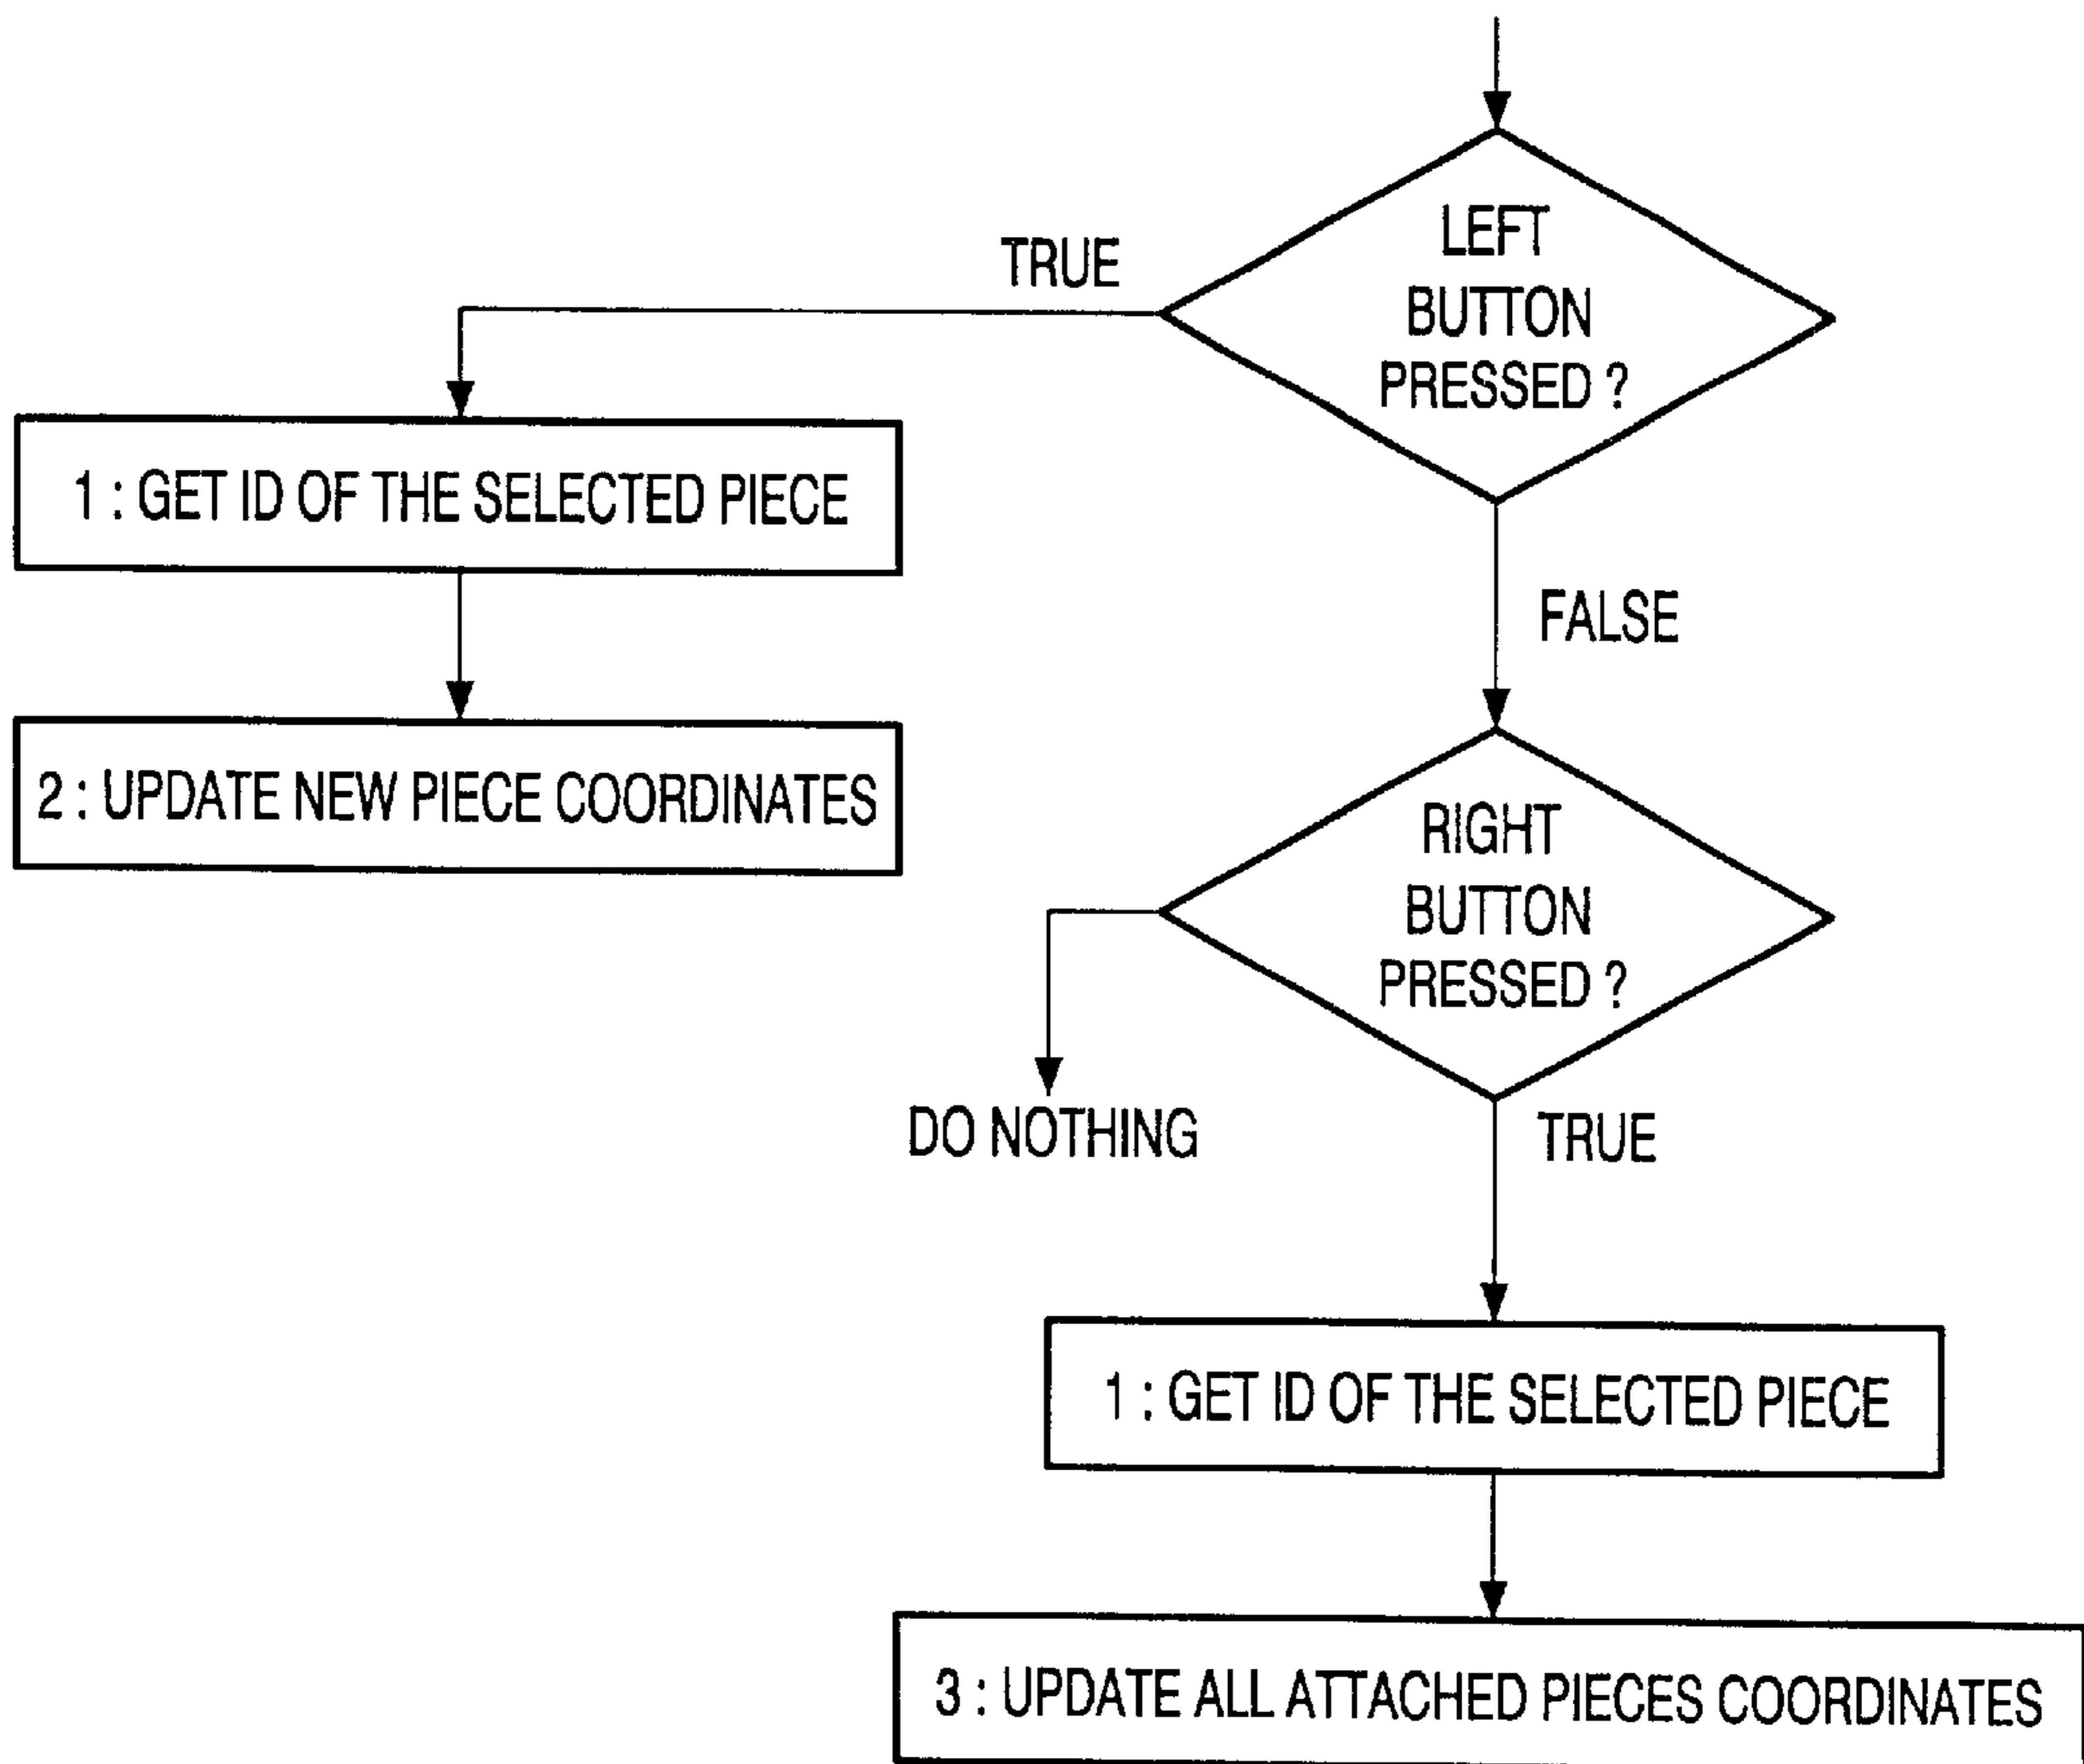 LEFT
BUTTON
PRESSED ?
TRUE
1 : GET ID OF THE SELECTED PIECE
2 : UPDATE NEW PIECE COORDINATES
FALSE
RIGHT
BUTTON
PRESSED ?
DO NOTHING
TRUE
1 : GET ID OF THE SELECTED PIECE
3 : UPDATE ALL ATTACHED PIECES COORDINATES